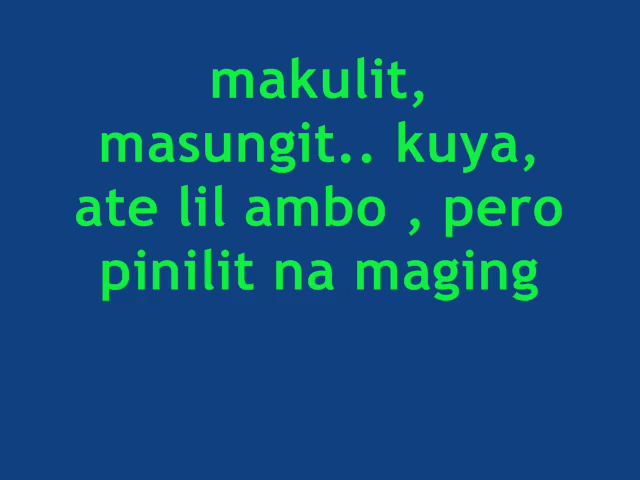 makulit,
masungit.. kuya,
ate lil ambo , pero
pinilit na maging